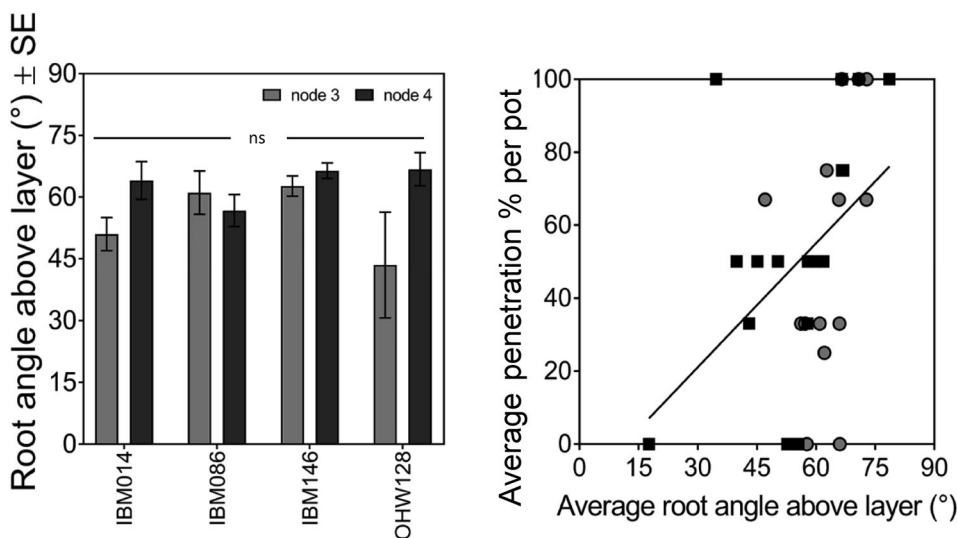 Root angle above layer (°) ± SE
90
75
60
45
30
15
0
node 3 node 4
ns
IBM014
IBM086
IBM146
OHW128
Average penetration % per pot
100
80
60
40
20
0
0 15 30 45 60 75 90
Average root angle above layer (°)